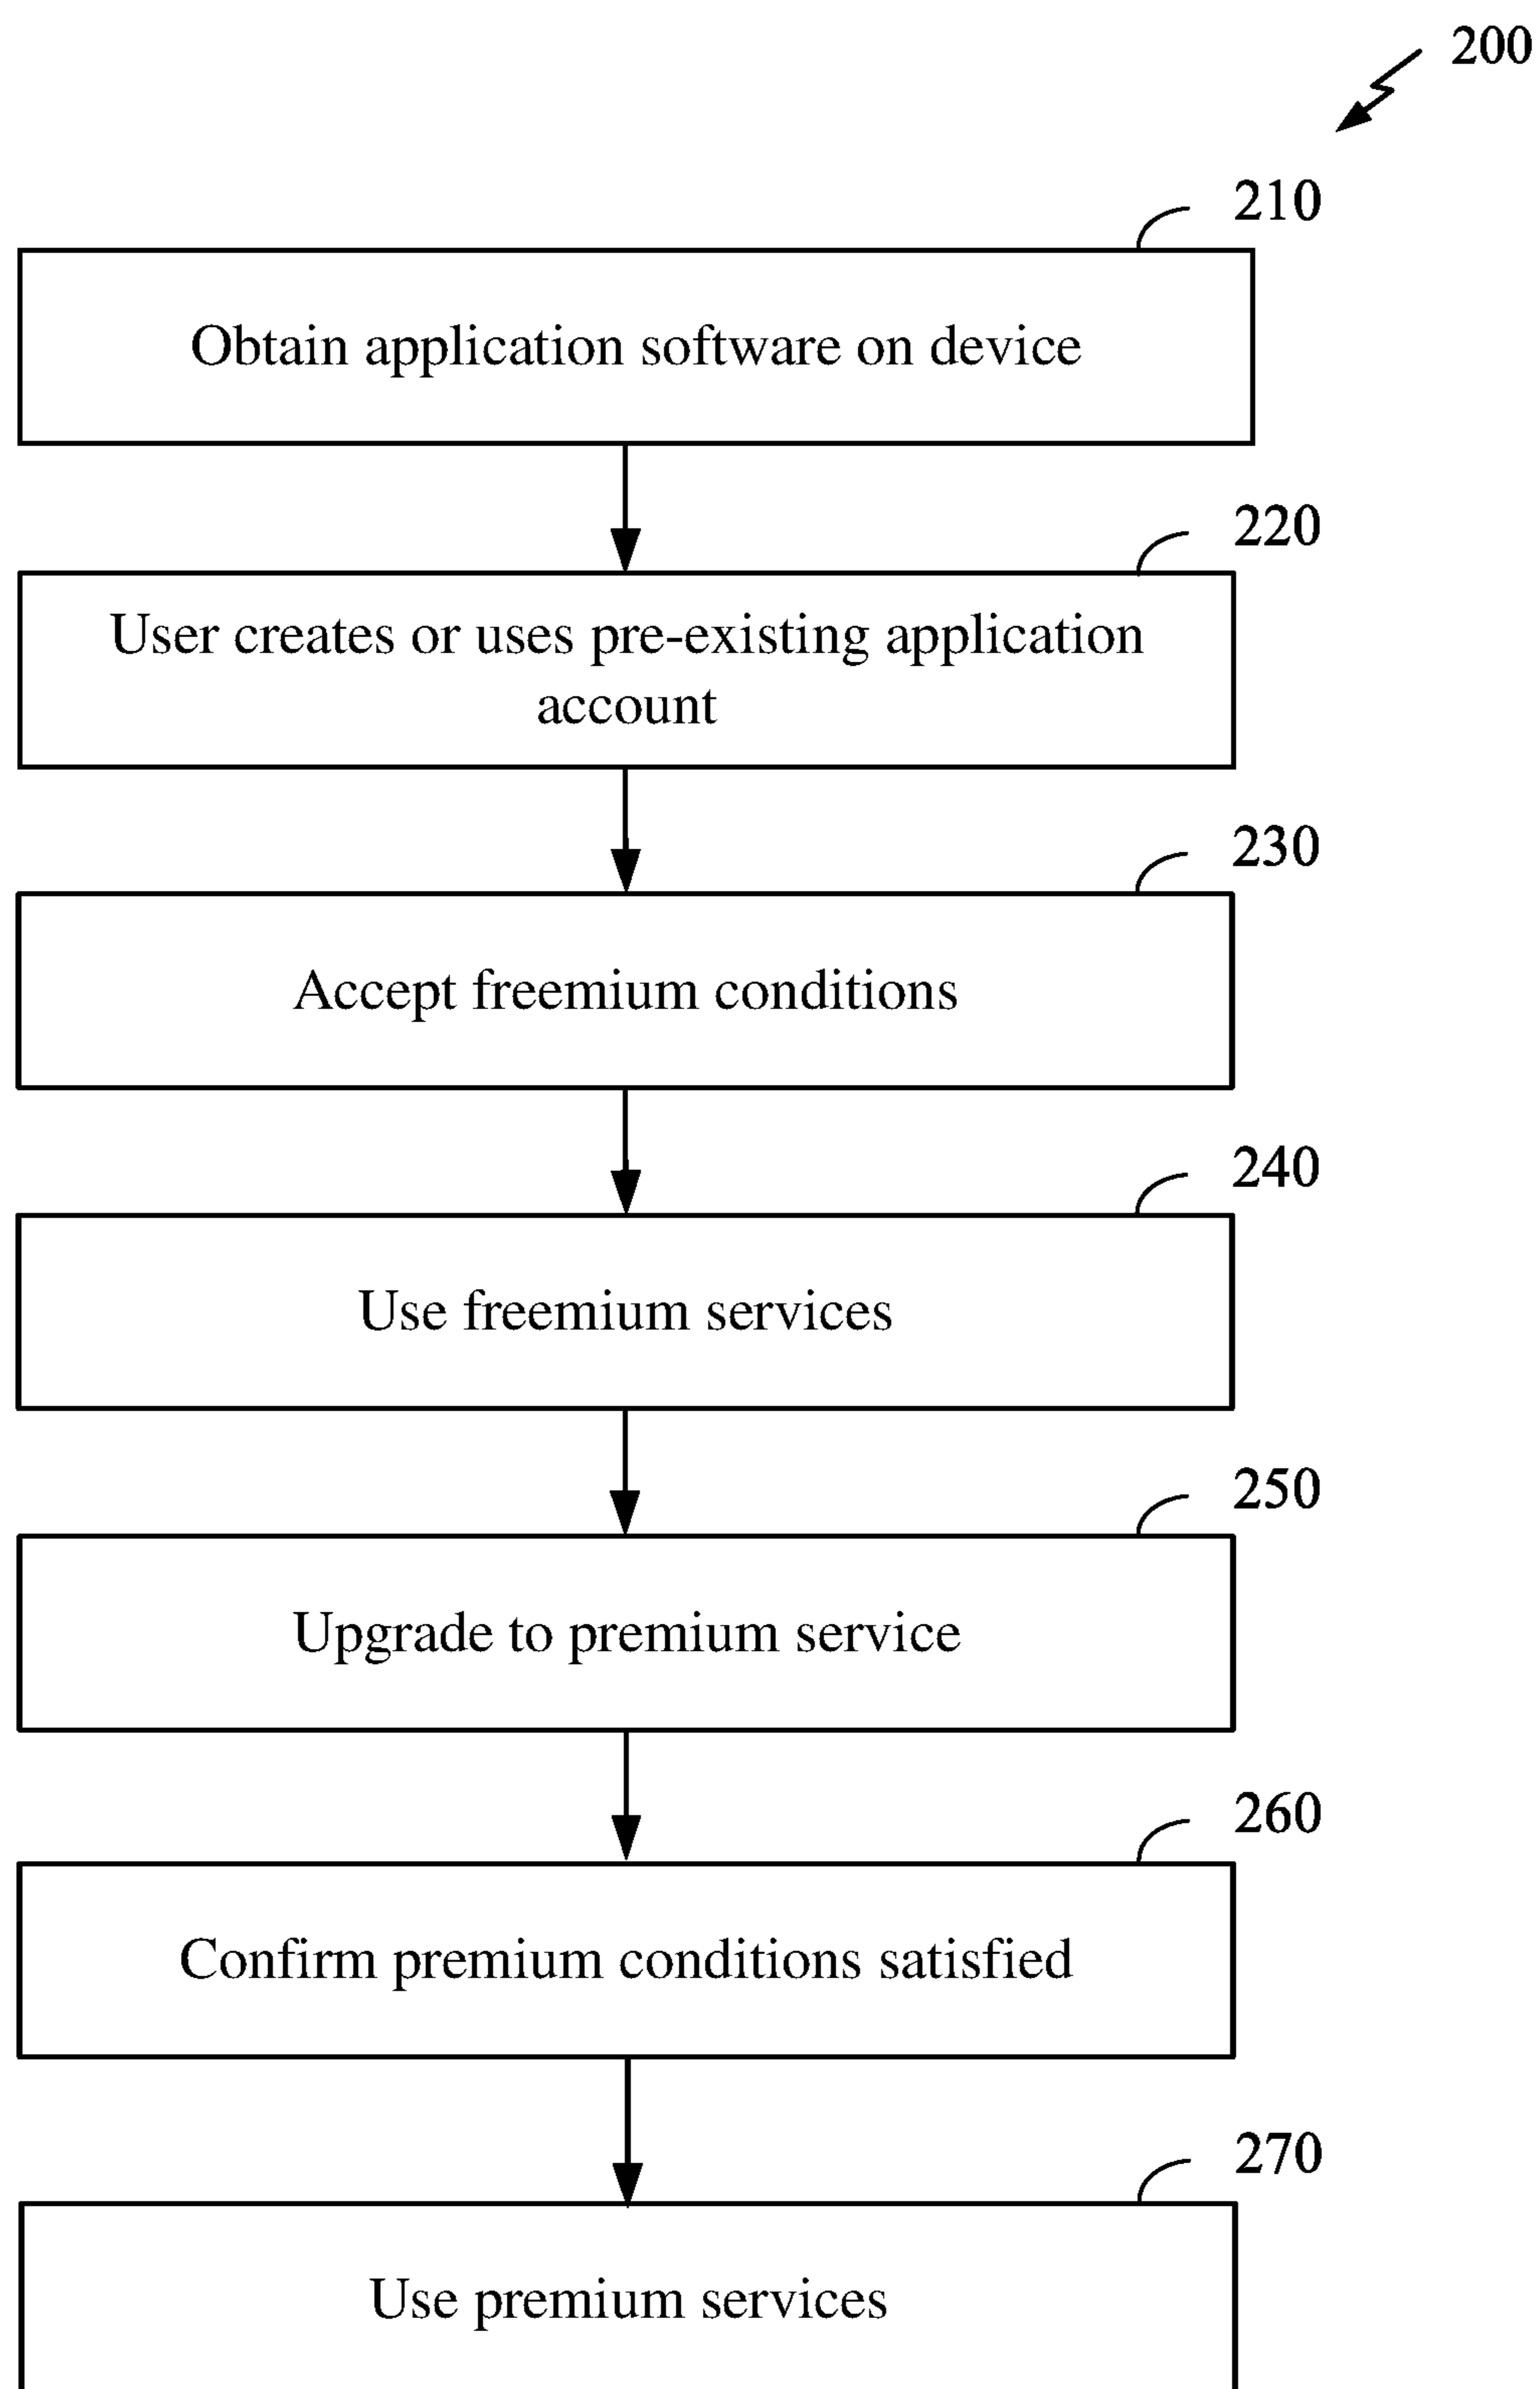 200
210
Obtain application software on device
220
User creates or uses pre-existing application
account
230
Accept freemium conditions
240
Use freemium services
250
Upgrade to premium service
260
Confirm premium conditions satisfied
270
Use premium services